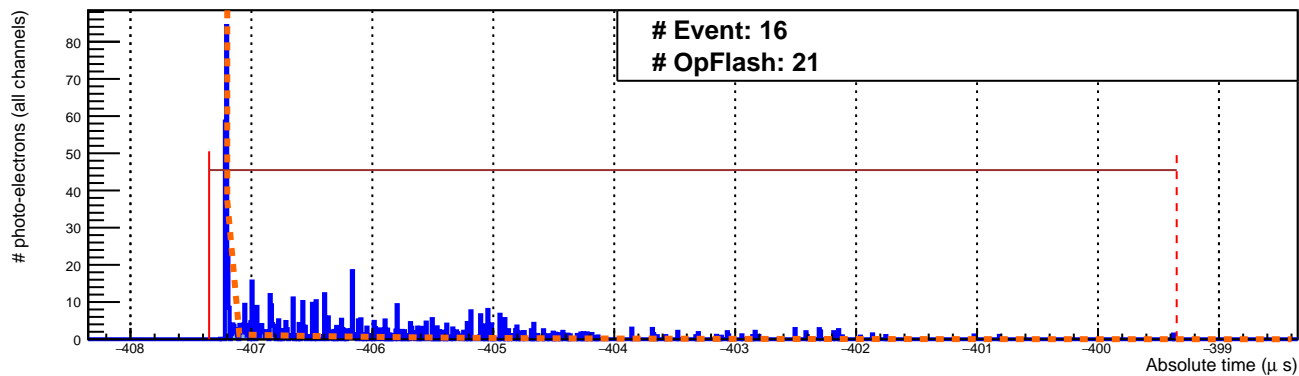 # Event: 16
# OpFlash: 21
# photo-electrons (all channels)
80
70
60
50
40
30
20
10
0
−408 −407 −406 −405 −404 −403 −402 −401 −400 −399
Absolute time (μ s)